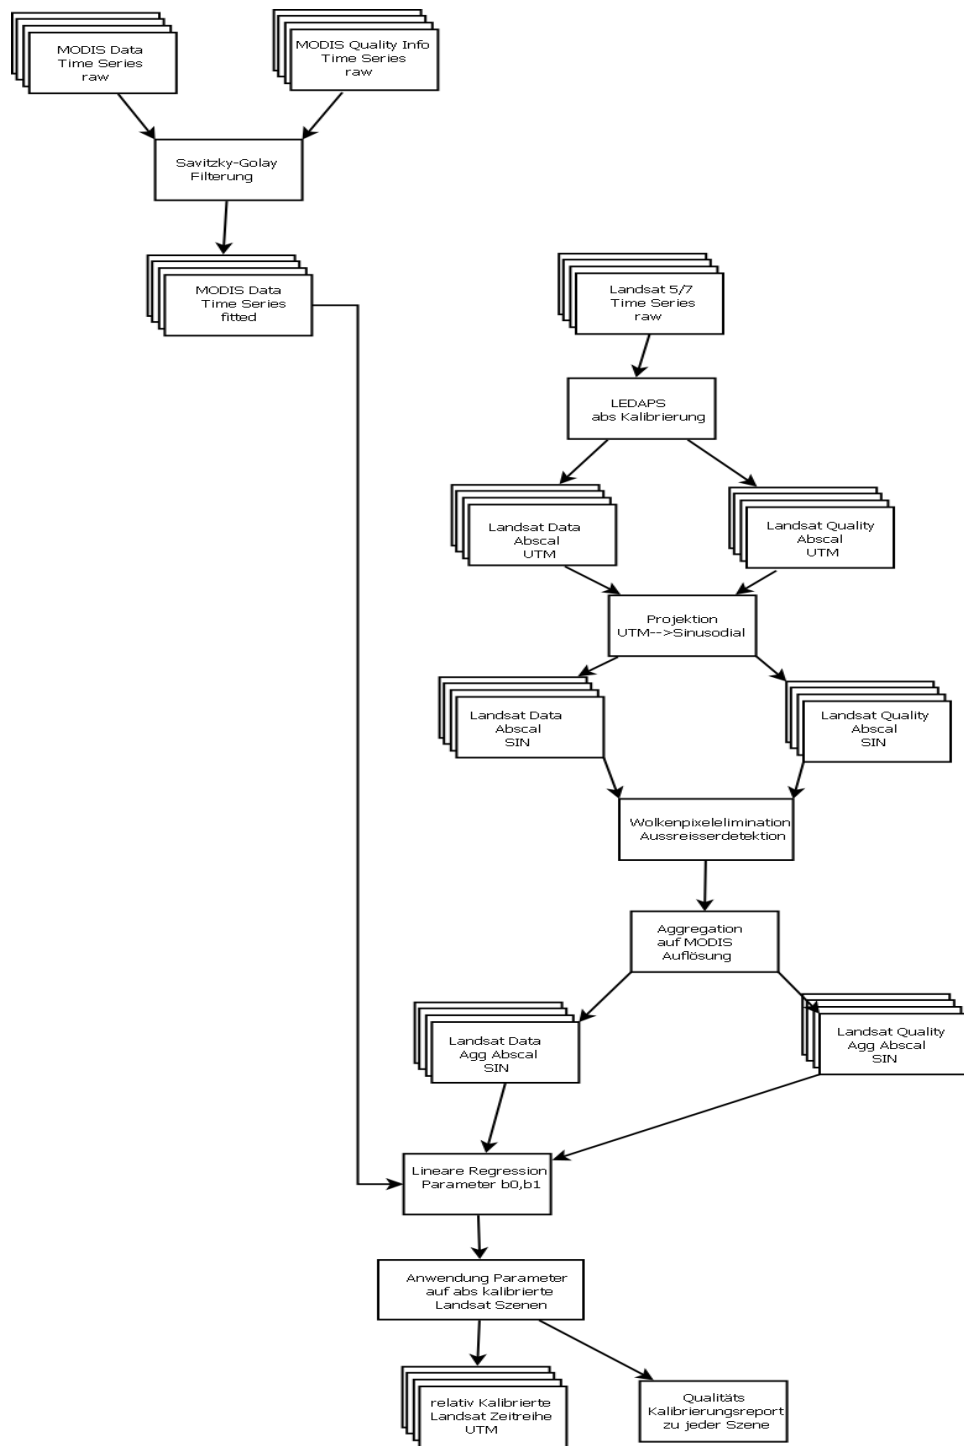 MODIS Data
Time Series
raw
MODIS Quality Info
Time Series
raw
Savitzky-Golay
Filterung
MODIS Data
Time Series
fitted
Landsat 5/7
Time Series
raw
LEDAPS
abs Kalibrierung
Landsat Data
Abscal
UTM
Landsat Quality
Abscal
UTM
Projektion
UTM-->Sinusodial
Landsat Data
Abscal
SIN
Landsat Quality
Abscal
SIN
Wolkenpixelelimination
Aussreisserdetektion
Aggregation
auf MODIS
Auflösung
Landsat Data
Agg Abscal
SIN
Landsat Quality
Agg Abscal
SIN
Lineare Regression
Parameter b0,b1
Anwendung Parameter
auf abs kalibrierte
Landsat Szenen
relativ Kalibrierte
Landsat Zeitreihe
UTM
Qualitäts
Kalibrierungsreport
zu jeder Szene